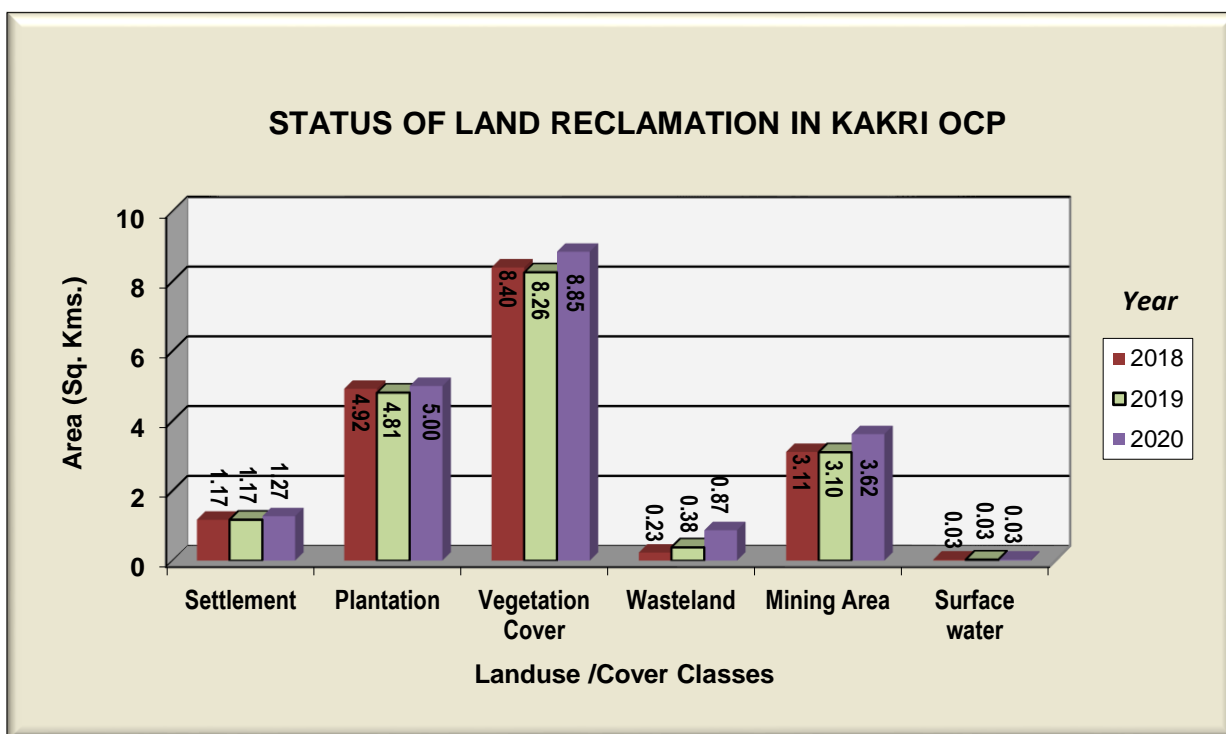 STATUS OF LAND RECLAMATION IN KAKRI OCP
Area (Sq. Kms.)
10
8
6
4
2
0
1.17
1.17
1.27
4.92
4.81
5.00
8.40
8.26
8.85
0.23
0.38
0.87
3.11
3.10
3.62
0.03
0.03
0.03
Settlement
Plantation
Vegetation
Cover
Wasteland
Mining Area
Surface
water
Landuse /Cover Classes
Year
2018
2019
2020